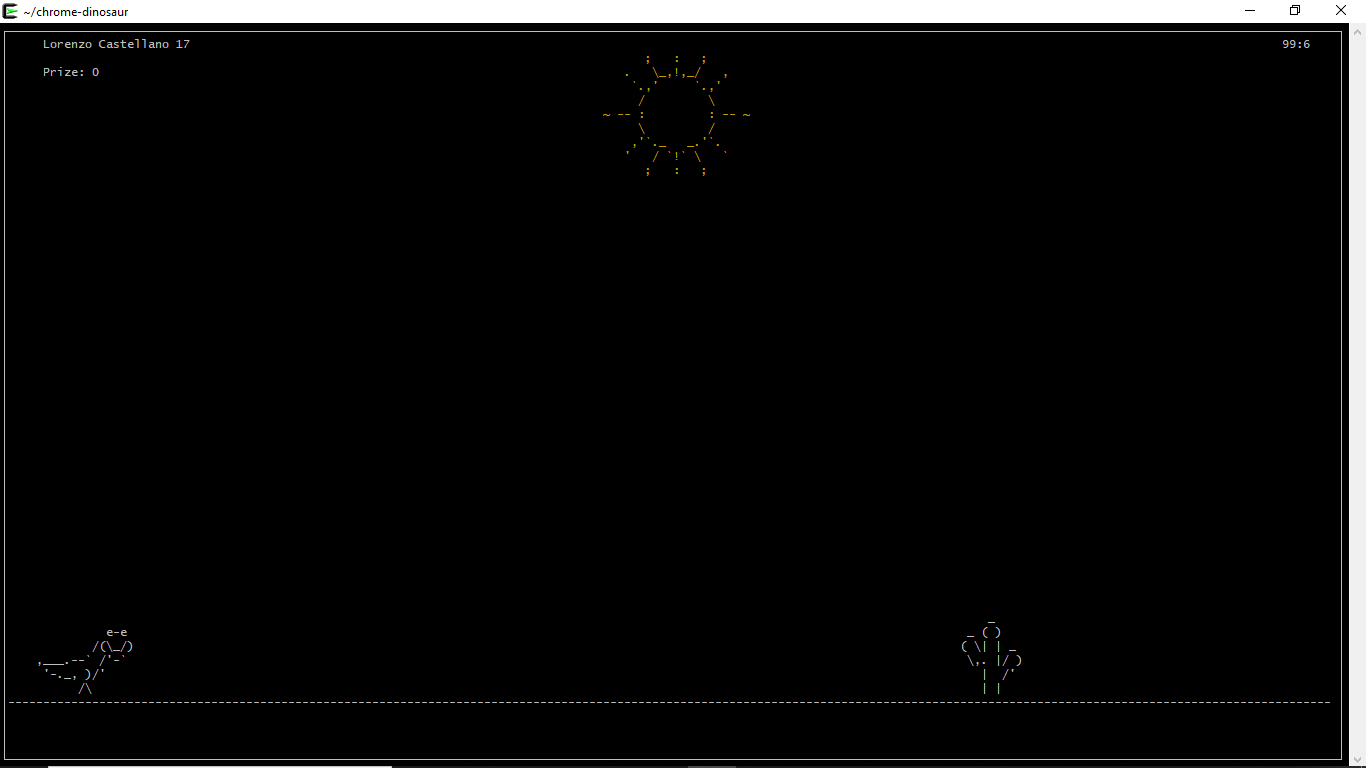 ~/chrome-dinosaur
Lorenzo Castellano 17
99:6
Prize: 0